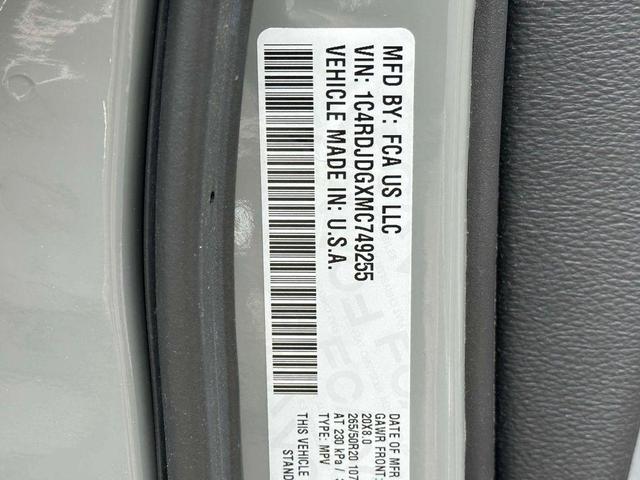 MFD BY: FCA US LLC
VIN: 1C4RDJDGXMC749255
VEHICLE MADE IN: U.S.A.
DATE OF MFR
GAWR FRONT:
20X8.0
265/50R20 107
AT 230 kPa /
TYPE: MPV
THIS VEHICLE
STAND